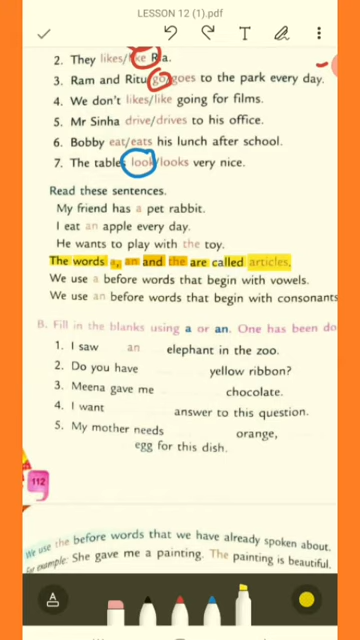 LESSON 12 (1).pdf
2. They likes/like Ria.
3. Ram and Ritu go/goes to the park every day.
4. We don't likes/like going for films.
5. Mr Sinha drive/drives to his office.
6. Bobby eat/eats his lunch after school.
7. The tables look/looks very nice.
Read these sentences.
My friend has a pet rabbit.
I eat an apple every day.
He wants to play with the toy.
The words a, an and the are called articles.
We use a before words that begin with vowels.
We use an before words that begin with consonants
B. Fill in the blanks using a or an. One has been do
1. I saw an elephant in the zoo.
2. Do you have yellow ribbon?
3. Meena gave me chocolate.
4. I want answer to this question.
5. My mother needs orange,
egg for this dish.
112
We use the before words that we have already spoken about.
For example: She gave me a painting. The painting is beautiful.